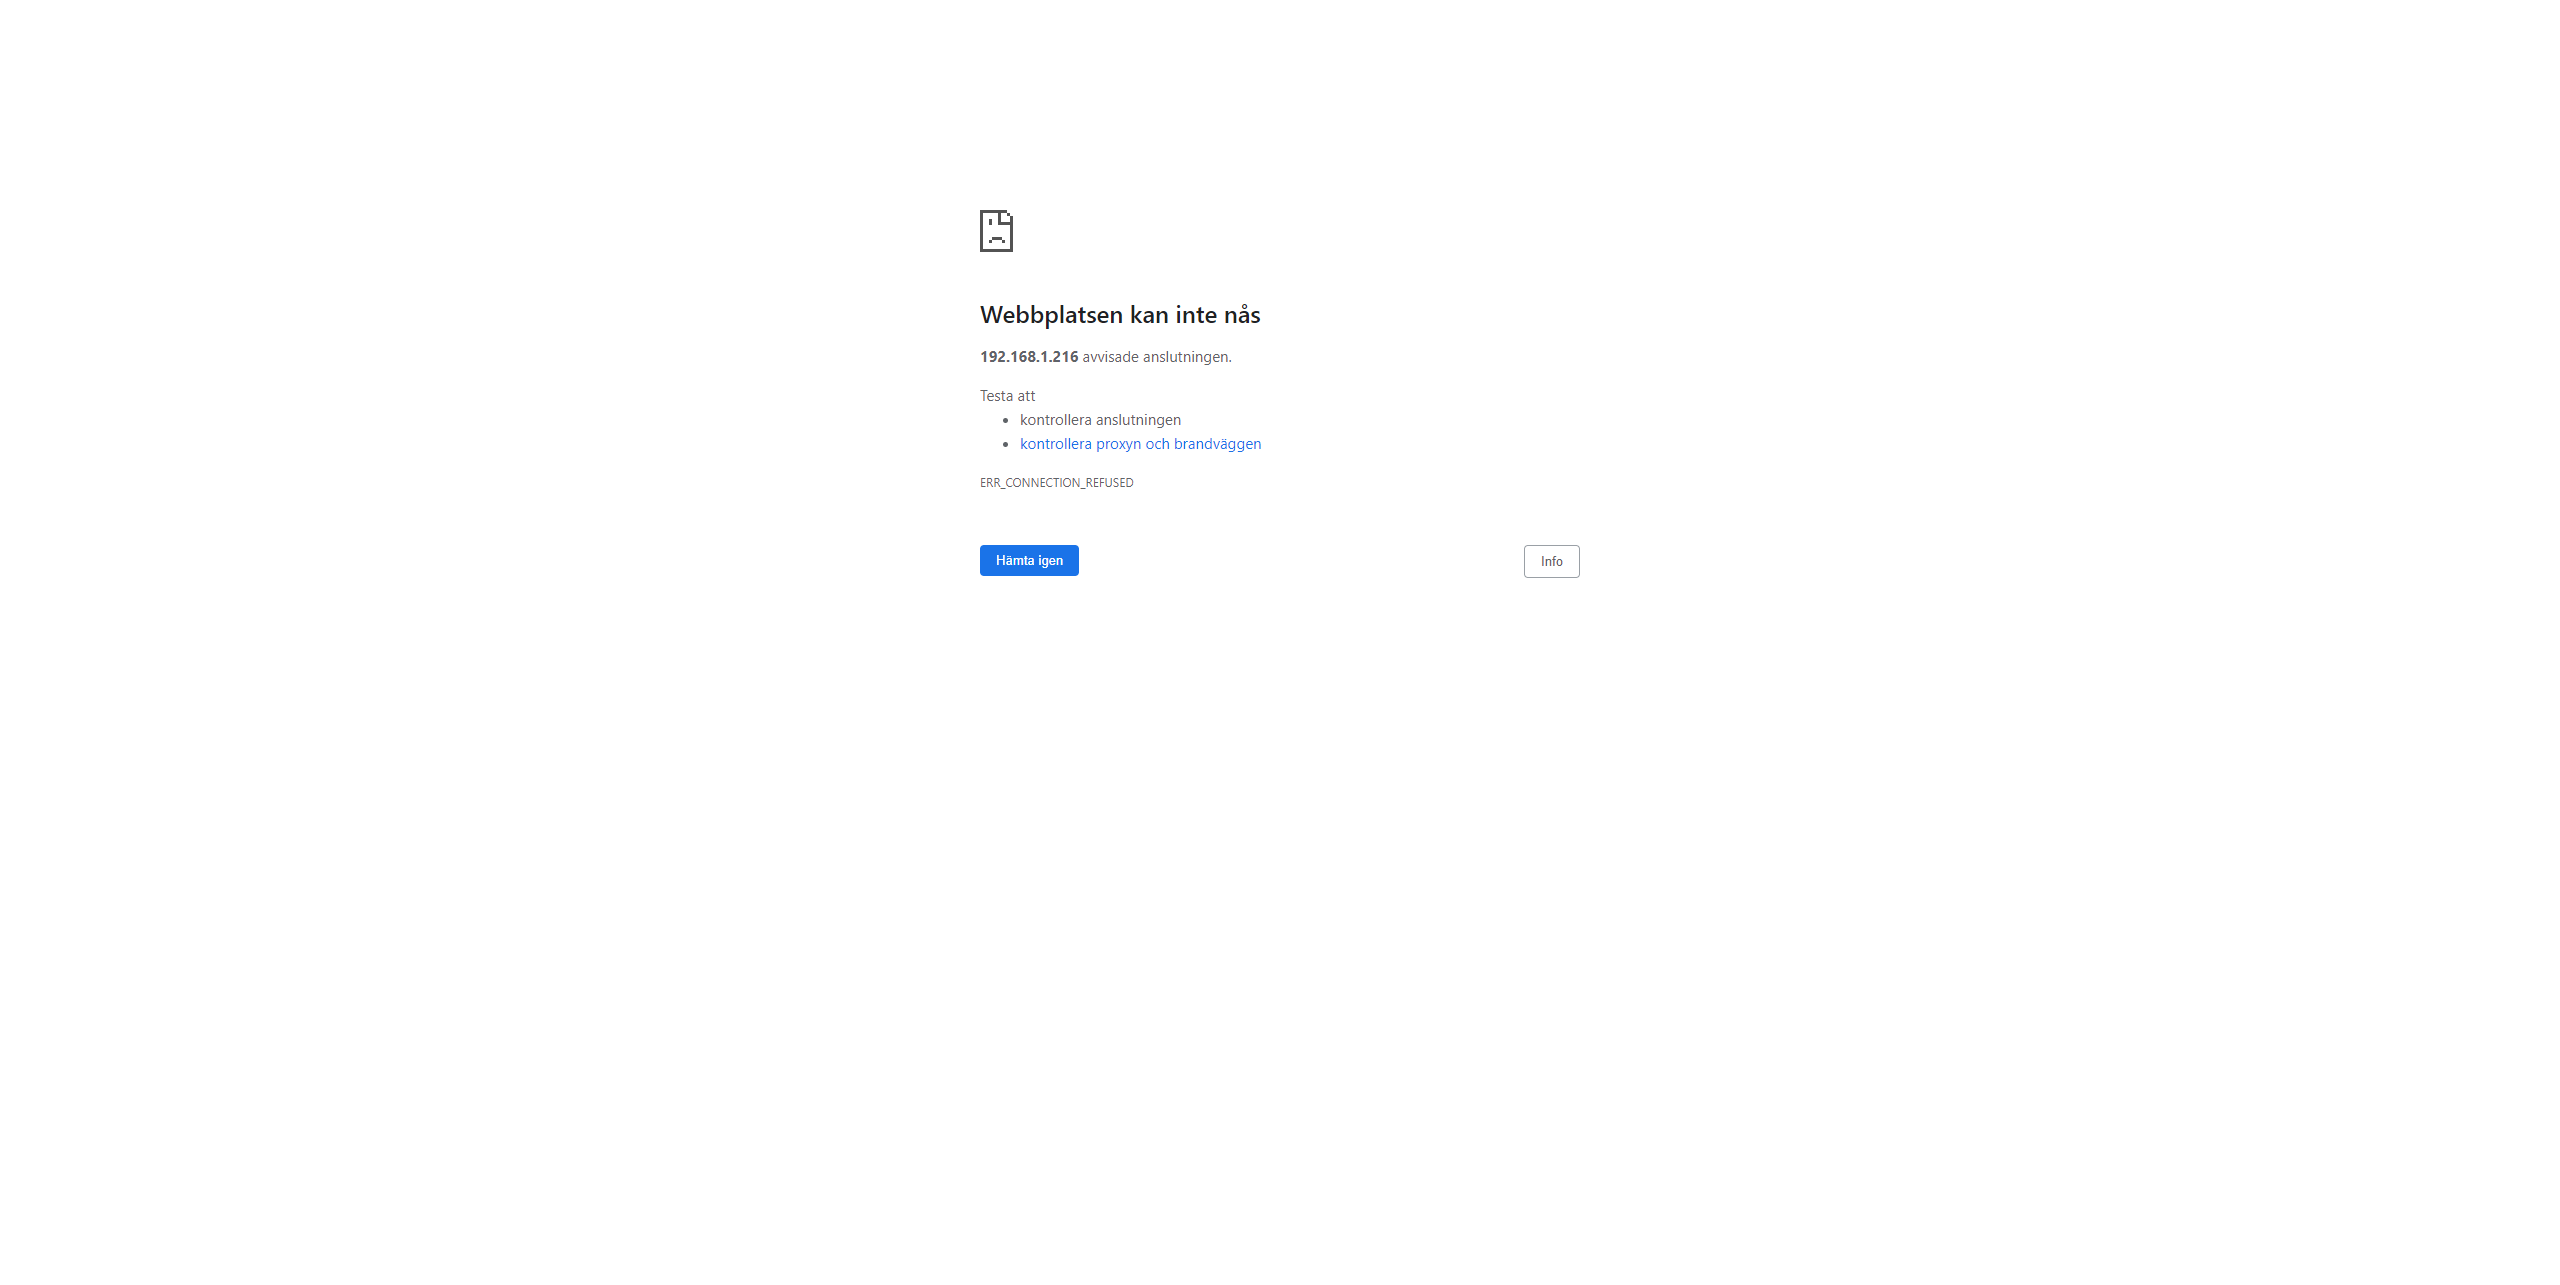 Webbplatsen kan inte nås
192.168.1.216 avvisade anslutningen.
Testa att
kontrollera anslutningen
kontrollera proxyn och brandväggen
ERR_CONNECTION_REFUSED
Hämta igen
Info